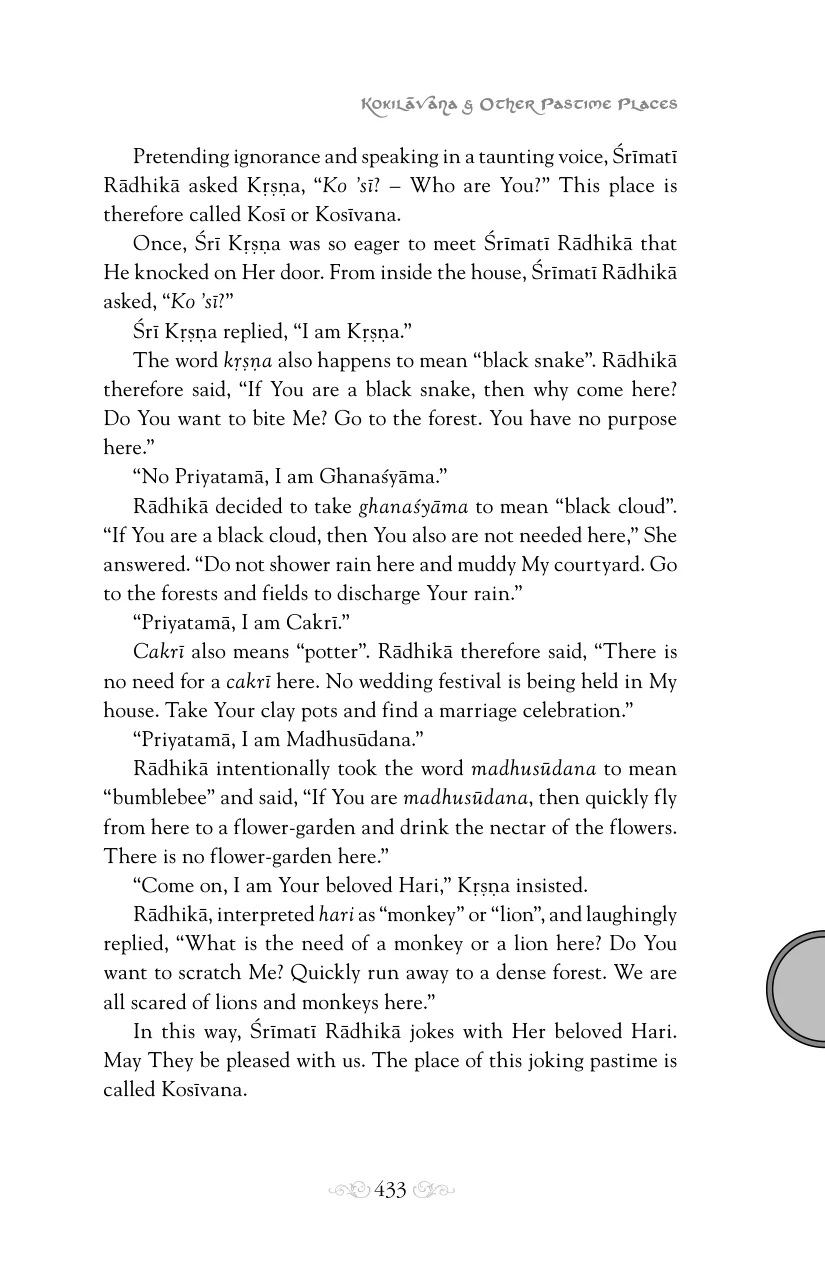 Kokilāvana & Other Pastime Places
Pretending ignorance and speaking in a taunting voice, Śrīmatī
Rādhikā asked Kṛṣṇa, “Ko ’sī? – Who are You?” This place is
therefore called Kosī or Kosīvana.
Once, Śrī Kṛṣṇa was so eager to meet Śrīmatī Rādhikā that
He knocked on Her door. From inside the house, Śrīmatī Rādhikā
asked, “Ko ’sī?”
Śrī Kṛṣṇa replied, “I am Kṛṣṇa.”
The word kṛṣṇa also happens to mean “black snake”. Rādhikā
therefore said, “If You are a black snake, then why come here?
Do You want to bite Me? Go to the forest. You have no purpose
here.”
“No Priyatamā, I am Ghanaśyāma.”
Rādhikā decided to take ghanaśyāma to mean “black cloud”.
“If You are a black cloud, then You also are not needed here,” She
answered. “Do not shower rain here and muddy My courtyard. Go
to the forests and fields to discharge Your rain.”
“Priyatamā, I am Cakrī.”
Cakrī also means “potter”. Rādhikā therefore said, “There is
no need for a cakrī here. No wedding festival is being held in My
house. Take Your clay pots and find a marriage celebration.”
“Priyatamā, I am Madhusūdana.”
Rādhikā intentionally took the word madhusūdana to mean
“bumblebee” and said, “If You are madhusūdana, then quickly fly
from here to a flower-garden and drink the nectar of the flowers.
There is no flower-garden here.”
“Come on, I am Your beloved Hari,” Kṛṣṇa insisted.
Rādhikā, interpreted hari as “monkey” or “lion”, and laughingly
replied, “What is the need of a monkey or a lion here? Do You
want to scratch Me? Quickly run away to a dense forest. We are
all scared of lions and monkeys here.”
In this way, Śrīmatī Rādhikā jokes with Her beloved Hari.
May They be pleased with us. The place of this joking pastime is
called Kosīvana.
433